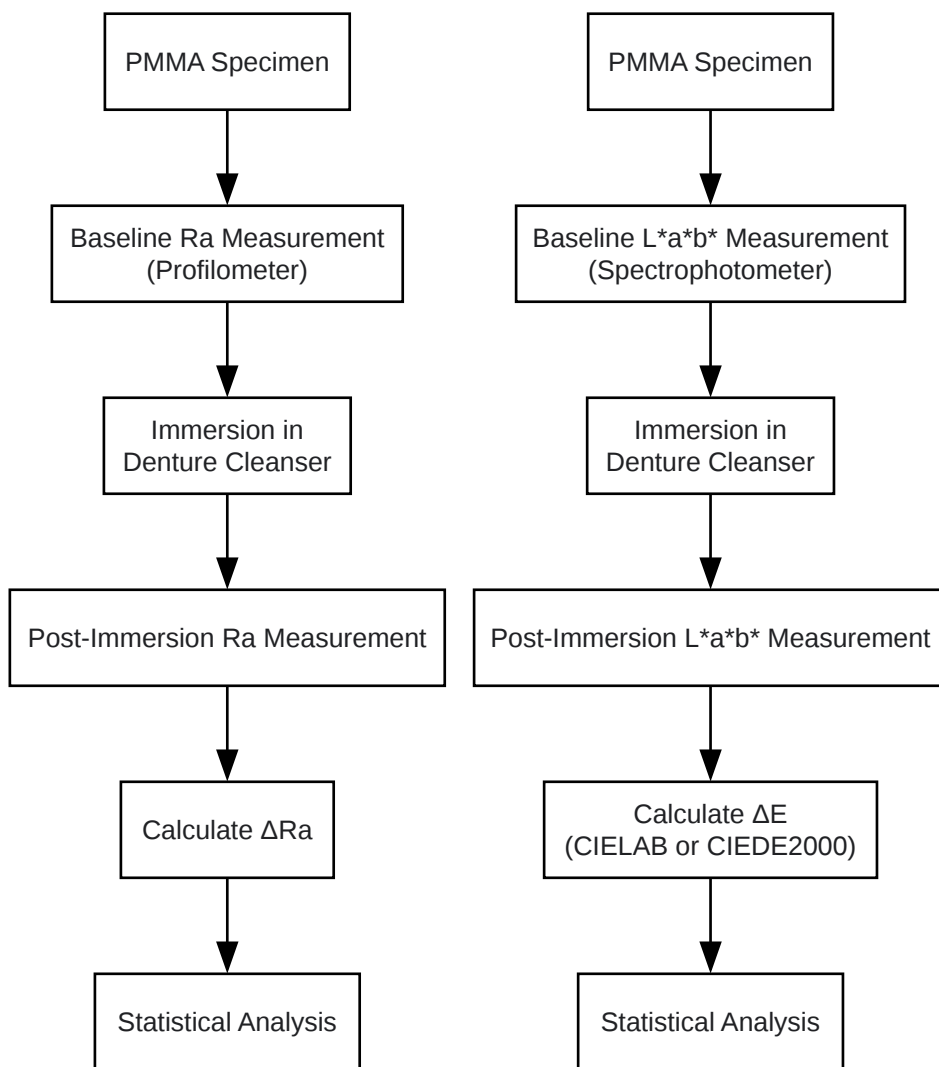 PMMA Specimen
Baseline Ra Measurement
(Profilometer)
Immersion in
Denture Cleanser
Post-Immersion Ra Measurement
Calculate ΔRa
Statistical Analysis
PMMA Specimen
Baseline L*a*b* Measurement
(Spectrophotometer)
Immersion in
Denture Cleanser
Post-Immersion L*a*b* Measurement
Calculate ΔE
(CIELAB or CIEDE2000)
Statistical Analysis